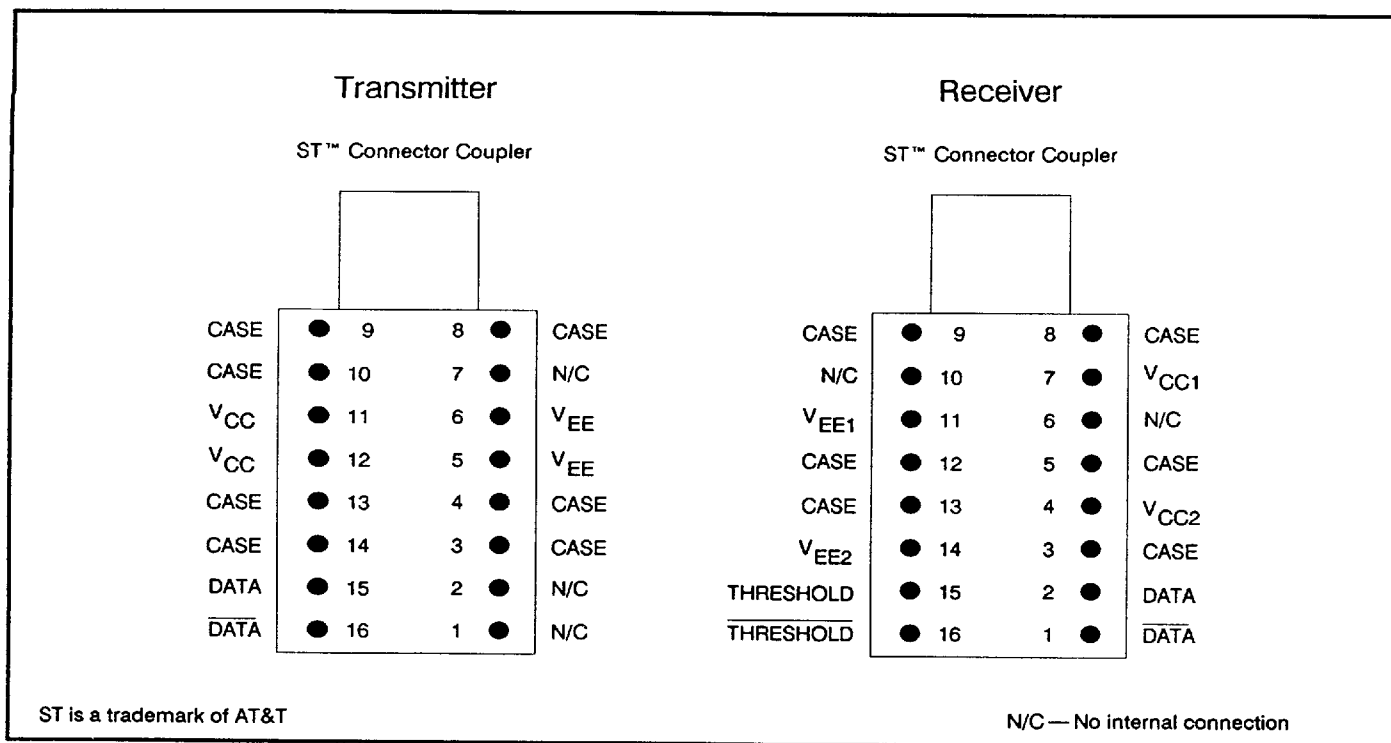 Transmitter
ST™ Connector Coupler
CASE 9 8 CASE
CASE 10 7 N/C
VCC 11 6 VEE
VCC 12 5 VEE
CASE 13 4 CASE
CASE 14 3 CASE
DATA 15 2 N/C
D̅A̅T̅A̅ 16 1 N/C
ST is a trademark of AT&T
Receiver
ST™ Connector Coupler
CASE 9 8 CASE
N/C 10 7 VCC1
VEE1 11 6 N/C
CASE 12 5 CASE
CASE 13 4 VCC2
VEE2 14 3 CASE
THRESHOLD 15 2 DATA
T̅H̅R̅E̅S̅H̅O̅L̅D̅ 16 1 D̅A̅T̅A̅
N/C — No internal connection